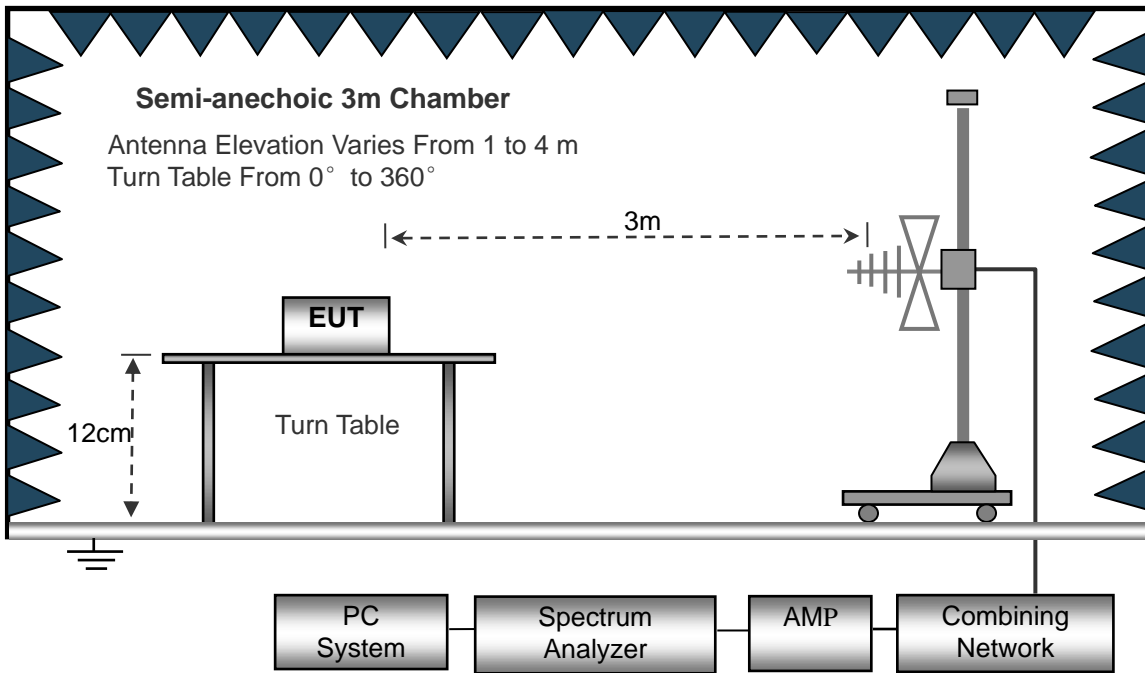 Semi-anechoic 3m Chamber
Antenna Elevation Varies From 1 to 4 m
Turn Table From 0° to 360°
3m
EUT
12cm
Turn Table
PC
System
Spectrum
Analyzer
AMP
Combining
Network